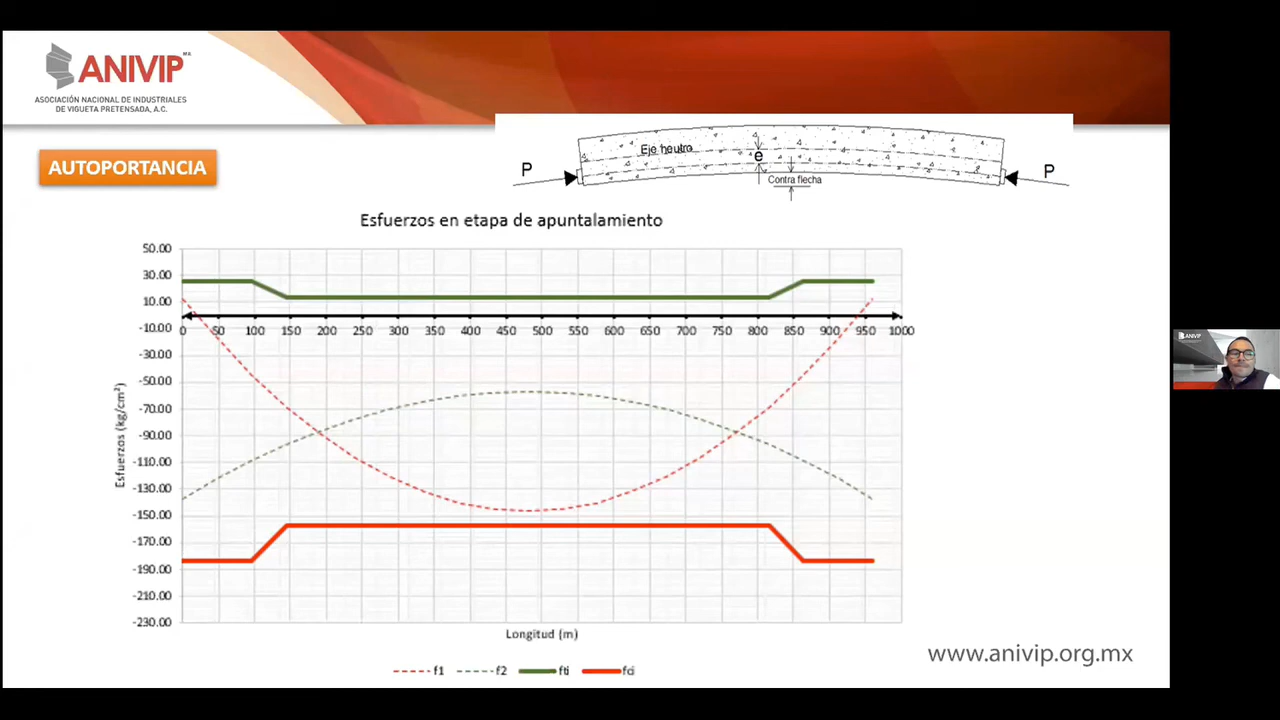 ANIVIP MR
ASOCIACIÓN NACIONAL DE INDUSTRIALES
DE VIGUETA PRETENSADA, A.C.
AUTOPORTANCIA
P
Eje neutro
e
Contra flecha
P
Esfuerzos en etapa de apuntalamiento
50.00
30.00
10.00
-10.00
-30.00
-50.00
-70.00
-90.00
-110.00
-130.00
-150.00
-170.00
-190.00
-210.00
-230.00
Esfuerzos (kg/cm²)
0 50 100 150 200 250 300 350 400 450 500 550 600 650 700 750 800 850 900 950 1000
Longitud (m)
f1 f2 fti fci
www.anivip.org.mx
ANIVIP